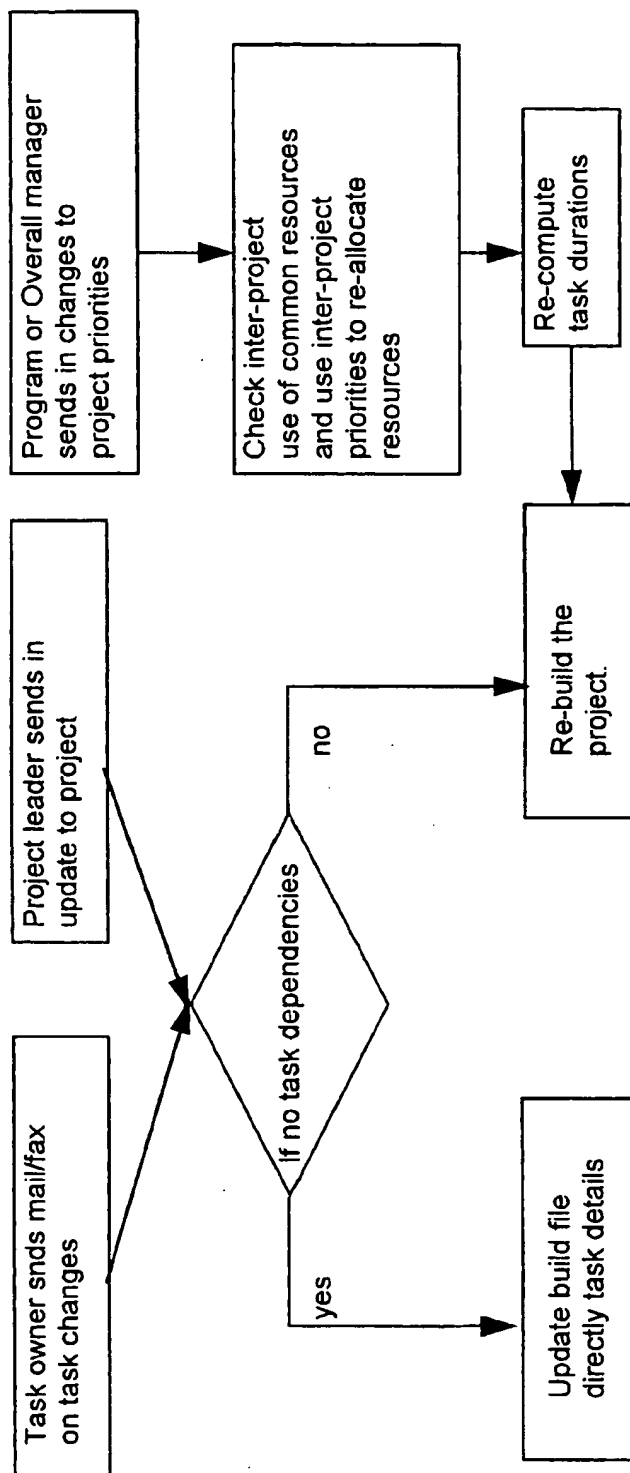 Task owner snds mail/fax
on task changes
Project leader sends in
update to project
Program or Overall manager
sends in changes to
project priorities
If no task dependencies
yes
no
Check inter-project
use of common resources
and use inter-project
priorities to re-allocate
resources
Update build file
directly task details
Re-build the
project.
Re-compute
task durations